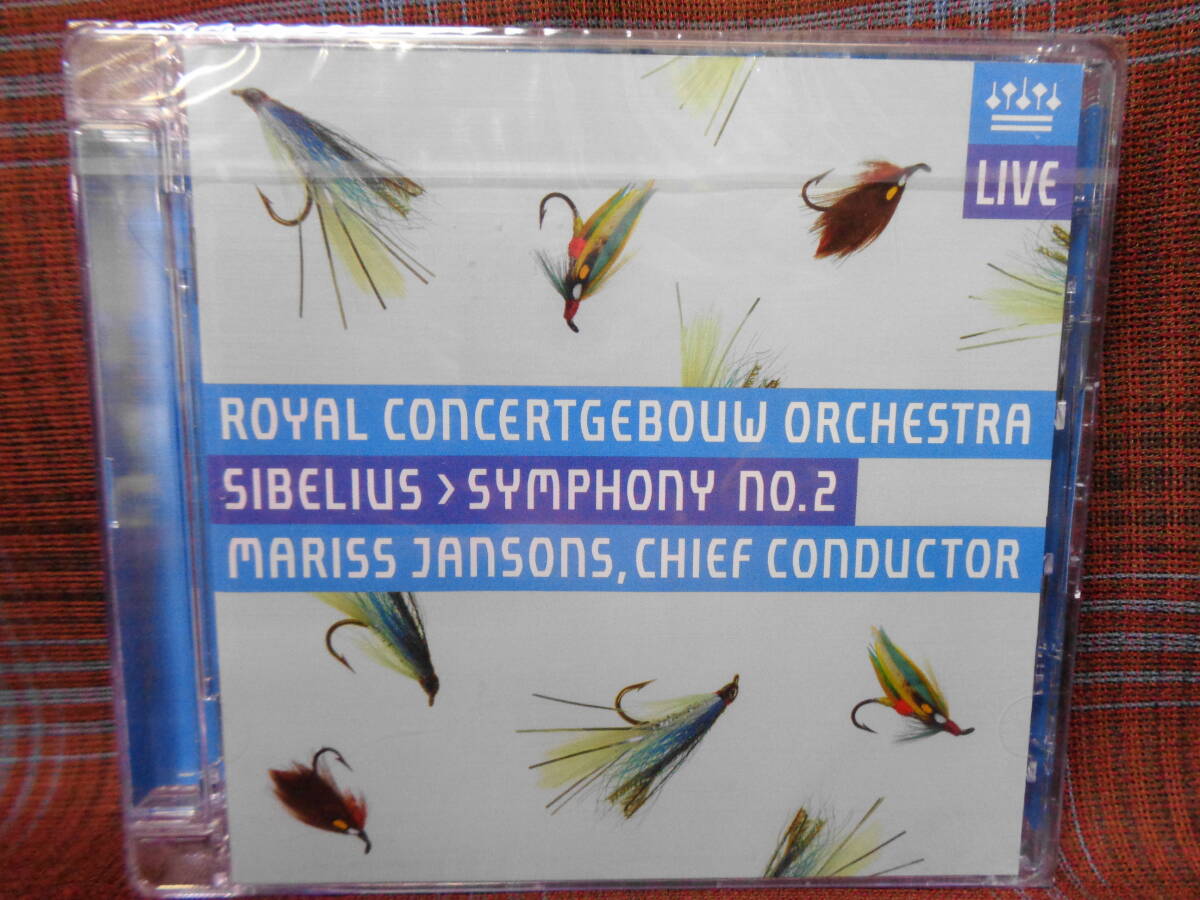 LIVE
ROYAL CONCERTGEBOUW ORCHESTRA
SIBELIUS > SYMPHONY NO.2
MARISS JANSONS, CHIEF CONDUCTOR